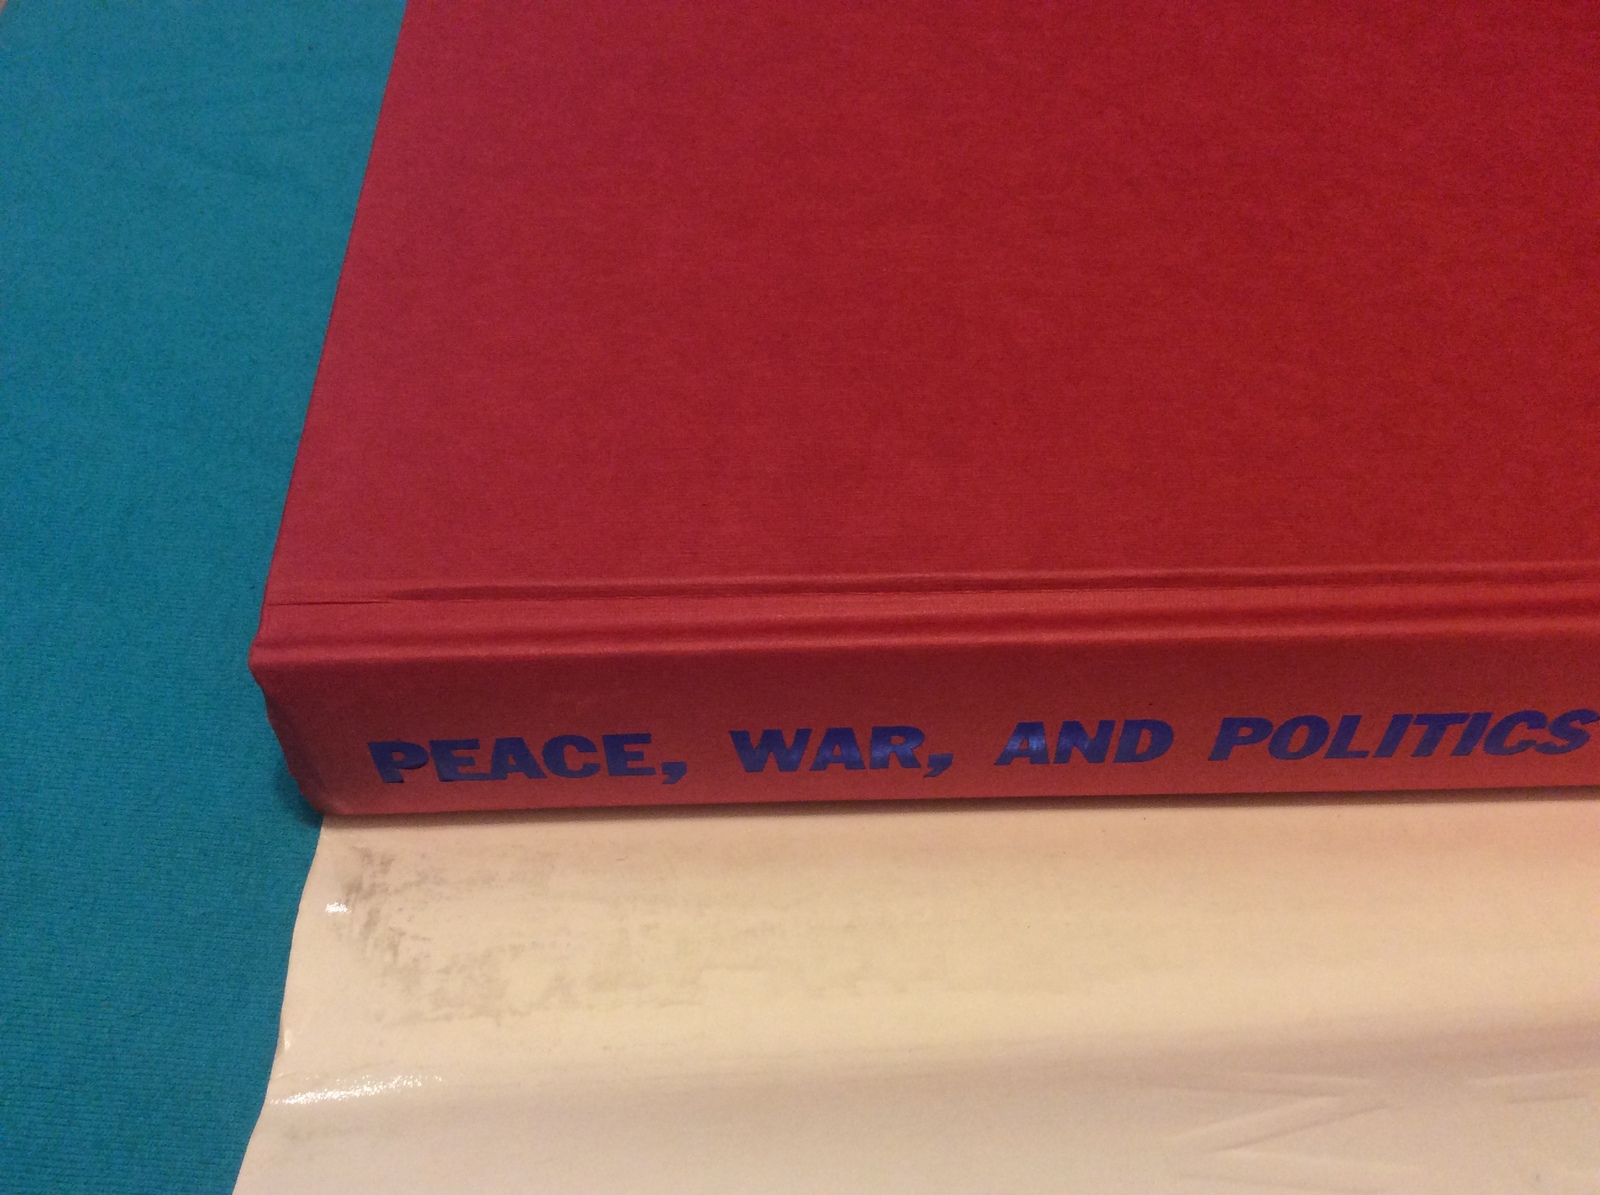 PEACE, WAR, AND POLITICS